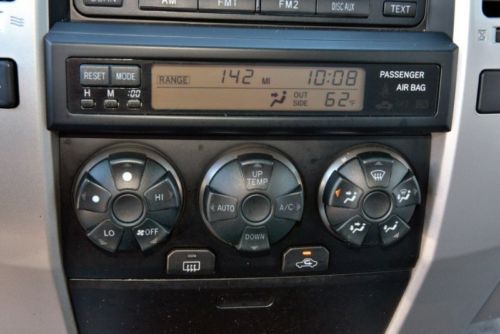 SCAN AM FM1 FM2 DISC·AUX TEXT
RESET MODE
H M :00
RANGE 142 MI 10:08
OUT SIDE 62°F
PASSENGER
AIR BAG
HI
LO OFF
UP
TEMP
AUTO A/C
DOWN